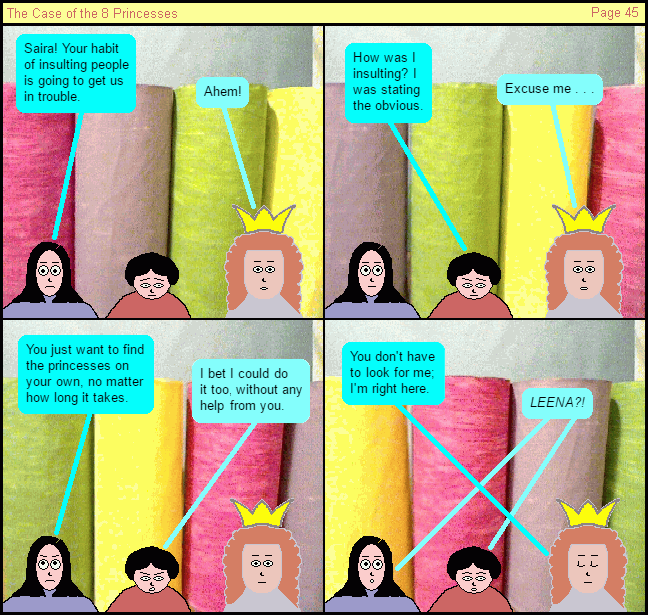 The Case of the 8 Princesses
Page 45
Saira! Your habit
of insulting people
is going to get us
in trouble.
Ahem!
How was I
insulting? I
was stating
the obvious.
Excuse me . . .
You just want to find
the princesses on
your own, no matter
how long it takes.
I bet I could do
it too, without any
help from you.
You don't have
to look for me;
I'm right here.
LEENA?!